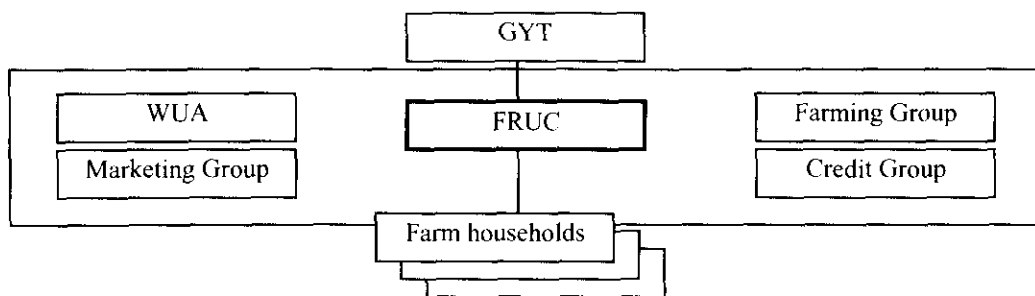 GYT
WUA
FRUC
Farming Group
Marketing Group
Credit Group
Farm households